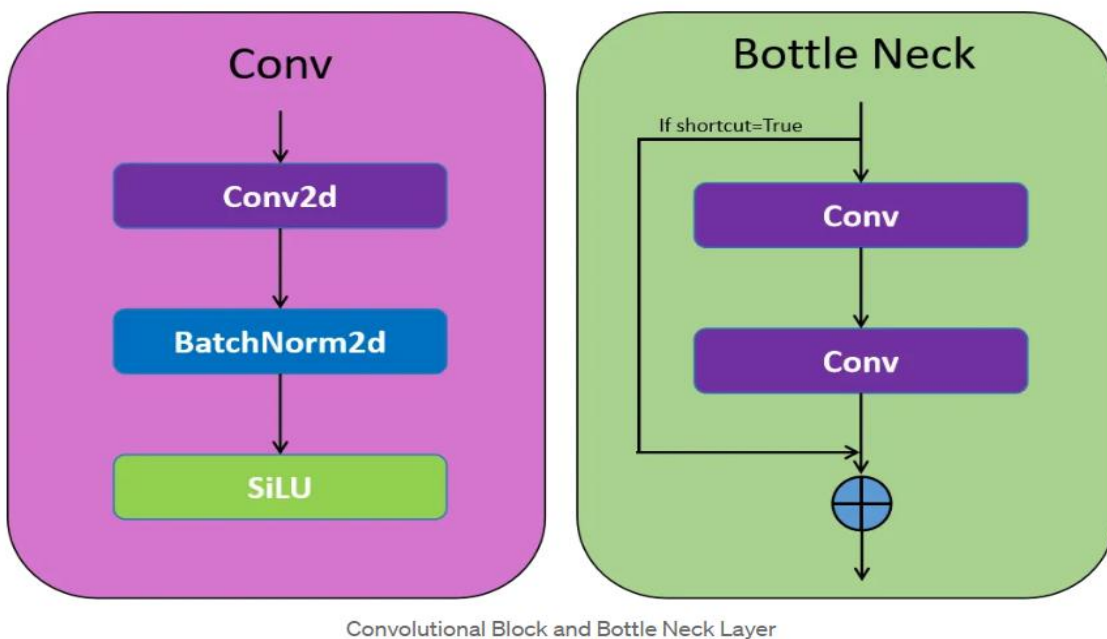 Conv
Conv2d
BatchNorm2d
SiLU
Bottle Neck
If shortcut=True
Conv
Conv
Convolutional Block and Bottle Neck Layer